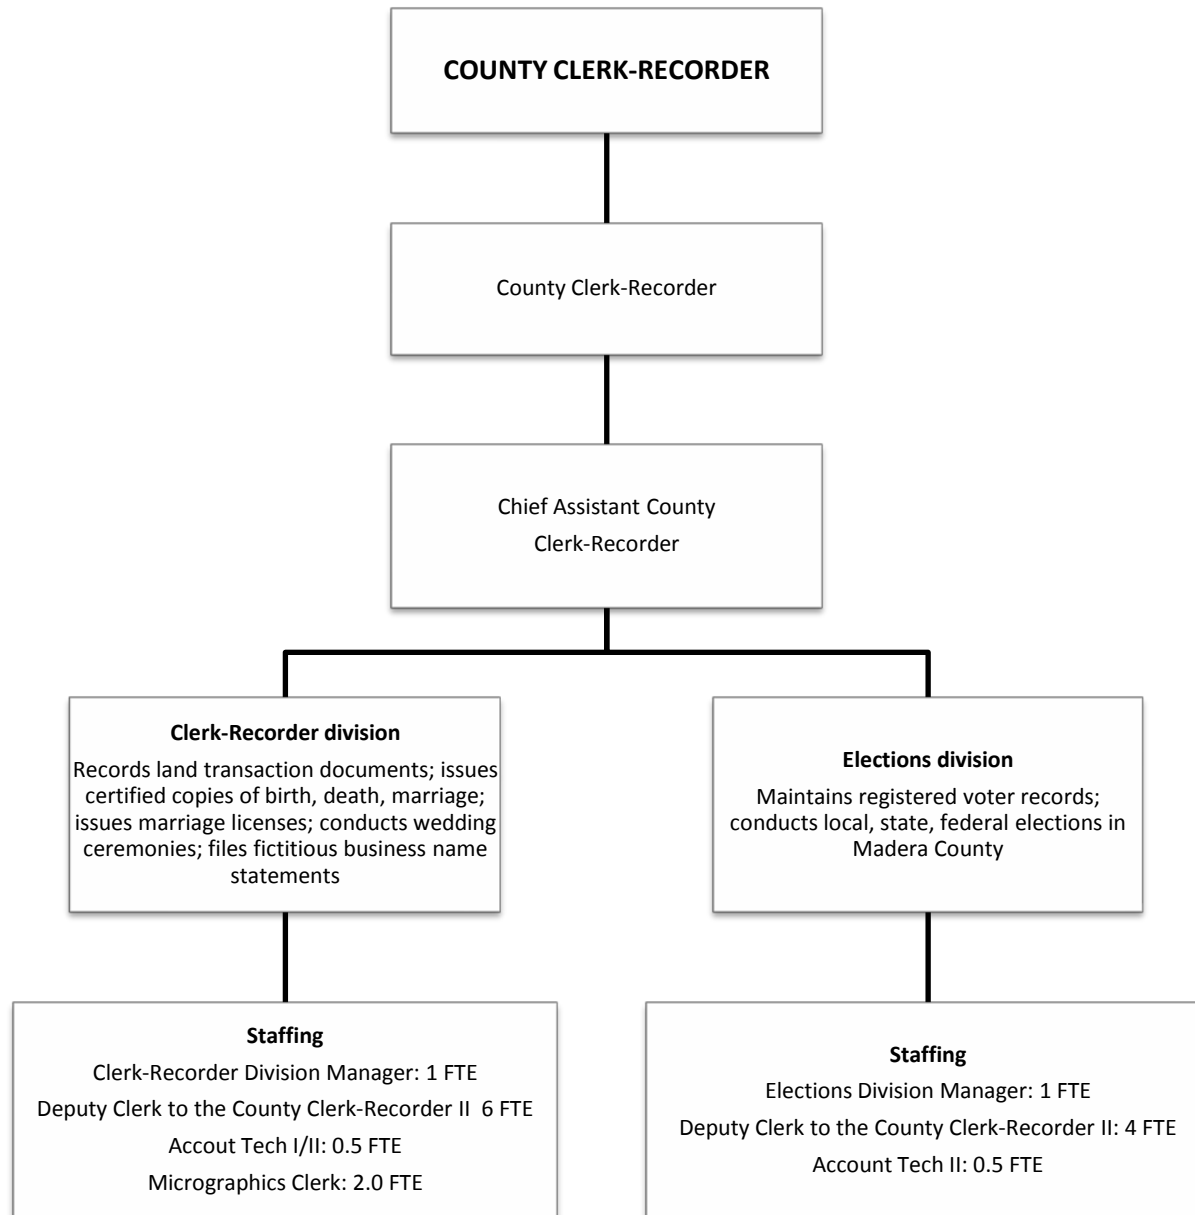 COUNTY CLERK-RECORDER
County Clerk-Recorder
Chief Assistant County
Clerk-Recorder
Clerk-Recorder division
Records land transaction documents; issues
certified copies of birth, death, marriage;
issues marriage licenses; conducts wedding
ceremonies; files fictitious business name
statements
Elections division
Maintains registered voter records;
conducts local, state, federal elections in
Madera County
Staffing
Clerk-Recorder Division Manager: 1 FTE
Deputy Clerk to the County Clerk-Recorder II  6 FTE
Accout Tech I/II: 0.5 FTE
Micrographics Clerk: 2.0 FTE
Staffing
Elections Division Manager: 1 FTE
Deputy Clerk to the County Clerk-Recorder II: 4 FTE
Account Tech II: 0.5 FTE